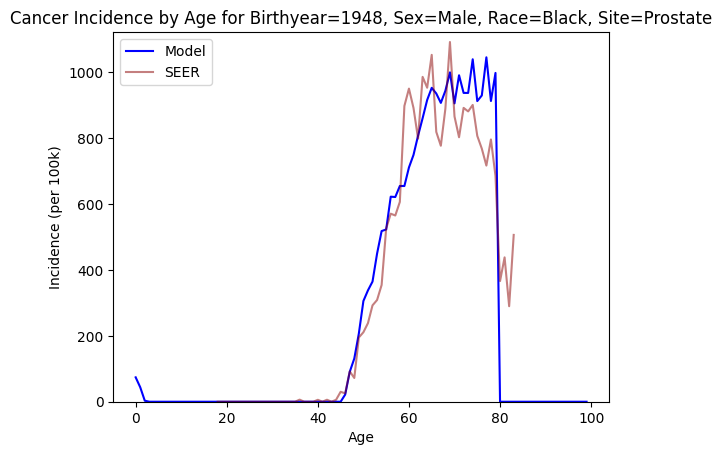 Cancer Incidence by Age for Birthyear=1948, Sex=Male, Race=Black, Site=Prostate
Model
SEER
1000
800
600
400
200
0
Incidence (per 100k)
0 20 40 60 80 100
Age